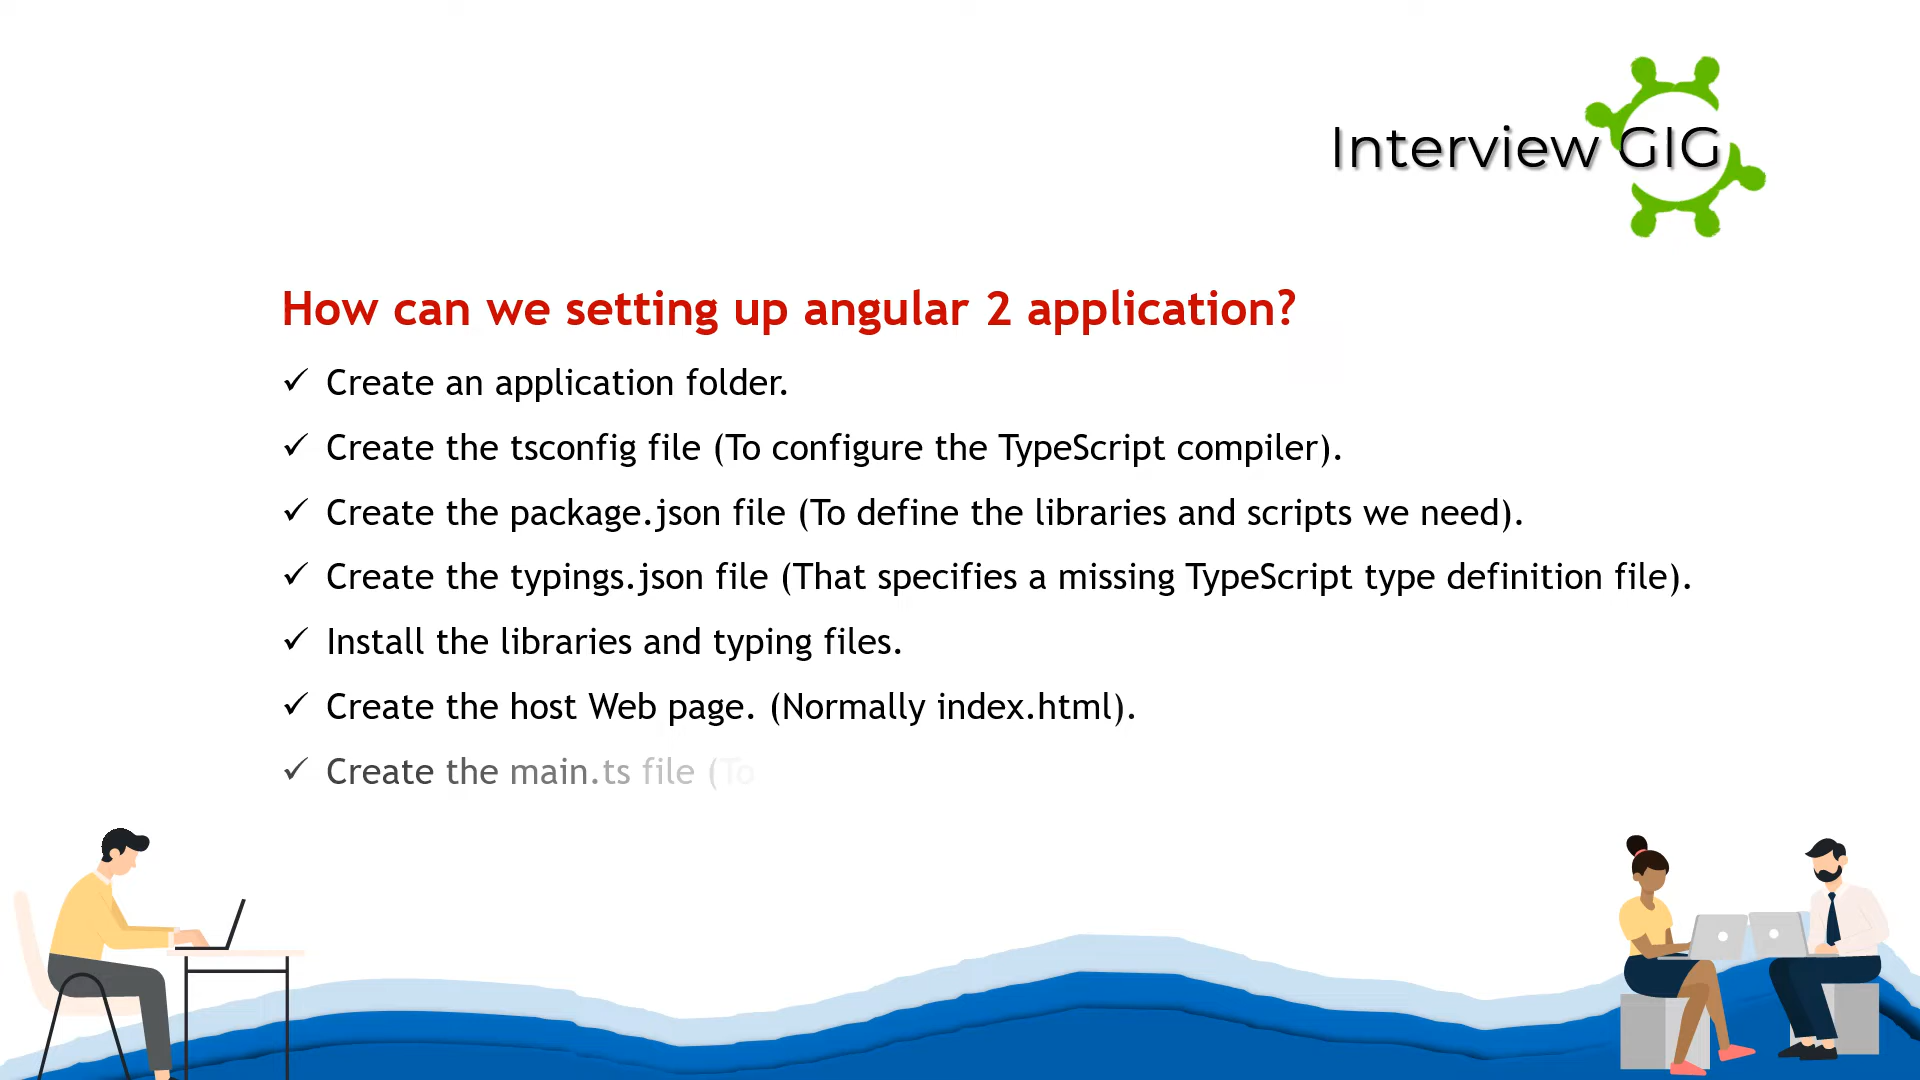 Interview GIG
How can we setting up angular 2 application?
✓ Create an application folder.
✓ Create the tsconfig file (To configure the TypeScript compiler).
✓ Create the package.json file (To define the libraries and scripts we need).
✓ Create the typings.json file (That specifies a missing TypeScript type definition file).
✓ Install the libraries and typing files.
✓ Create the host Web page. (Normally index.html).
✓ Create the main.ts file (To